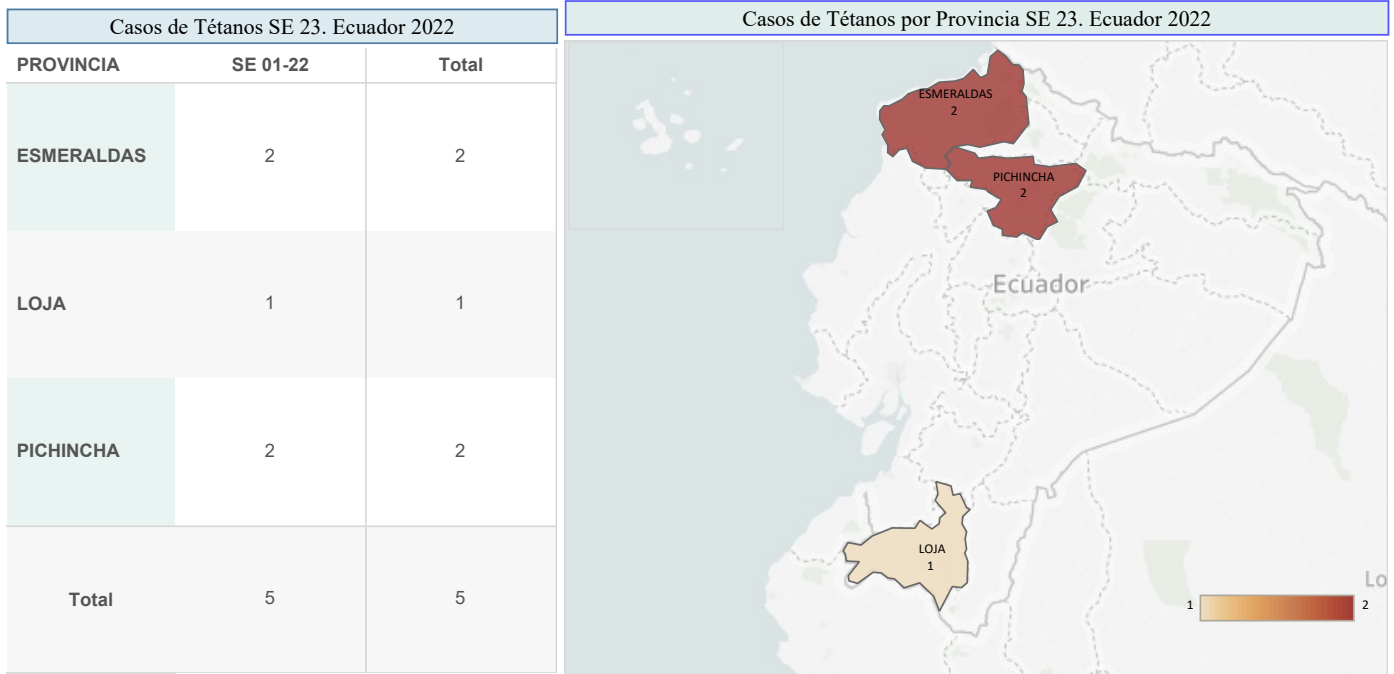 Casos de Tétanos SE 23. Ecuador 2022
PROVINCIA SE 01-22 Total
ESMERALDAS 2 2
LOJA 1 1
PICHINCHA 2 2
Total 5 5
Casos de Tétanos por Provincia SE 23. Ecuador 2022
ESMERALDAS
2
PICHINCHA
2
Ecuador
LOJA
1
Lo
1 2